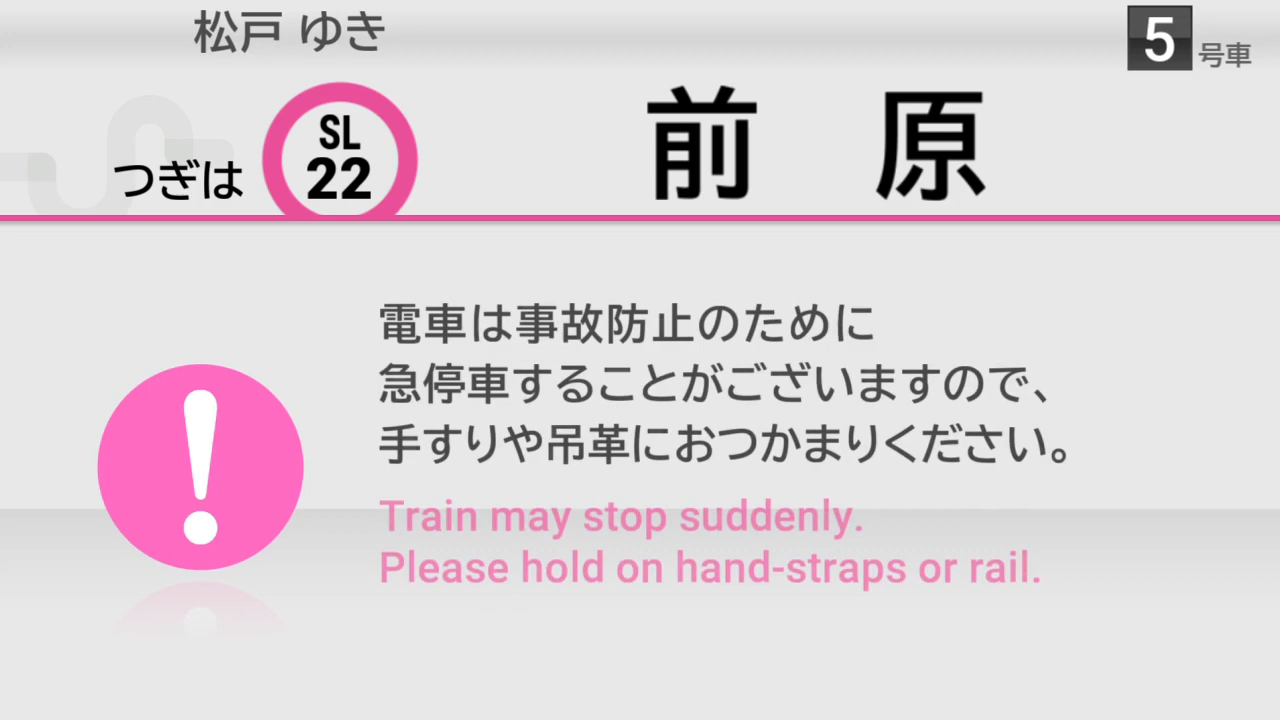 松戸 ゆき
5 号車
つぎは
SL
22
前原
電車は事故防止のために
急停車することがございますので、
手すりや吊革におつかまりください。
Train may stop suddenly.
Please hold on hand-straps or rail.